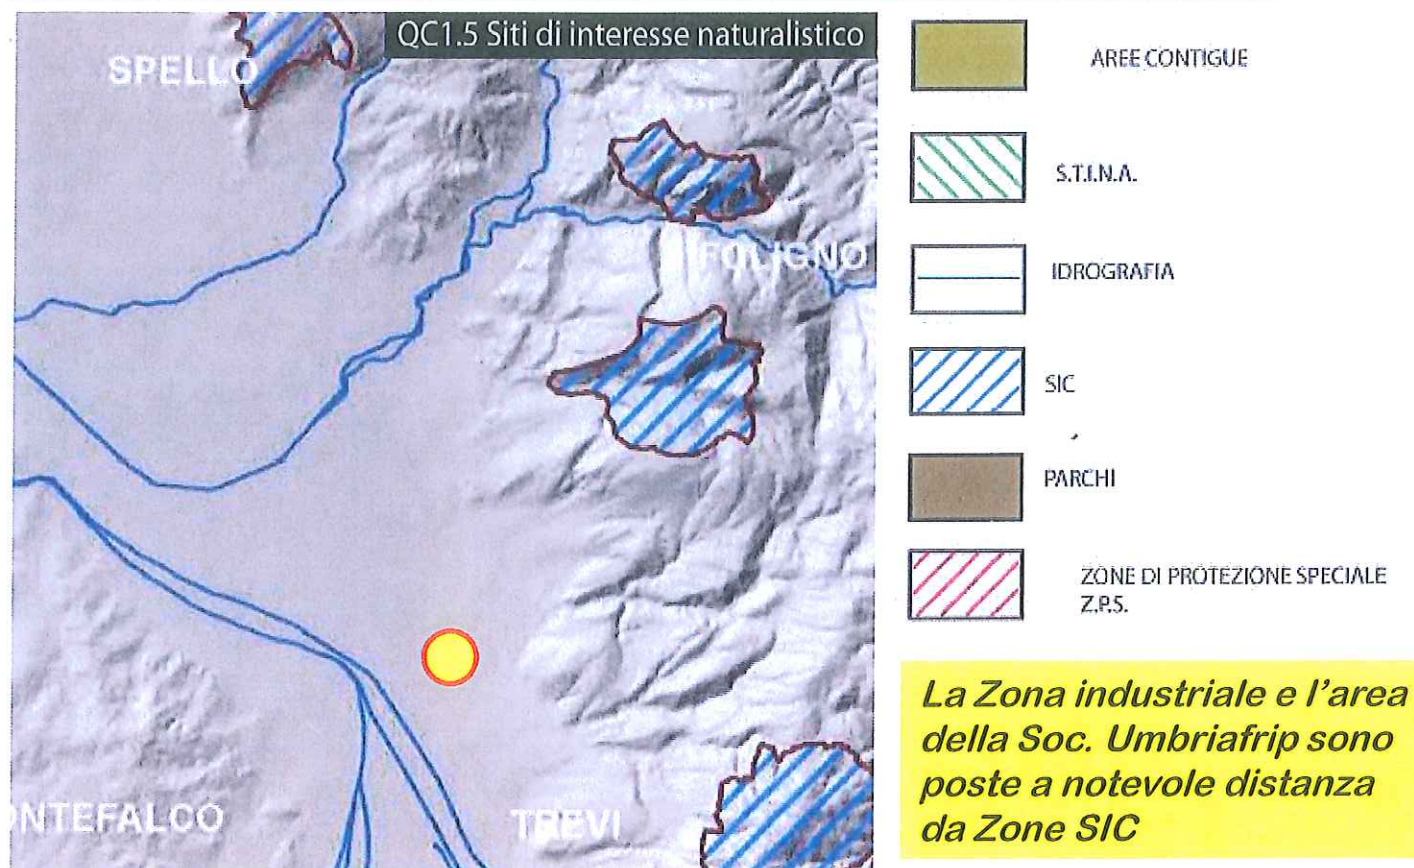 QC1.5 Siti di interesse naturalistico
SPELLO
FOLIGNO
ONTEFALCO
TREVI
AREE CONTIGUE
S.T.I.N.A.
IDROGRAFIA
SIC
PARCHI
ZONE DI PROTEZIONE SPECIALE
Z.P.S.
La Zona industriale e l'area
della Soc. Umbriafrip sono
poste a notevole distanza
da Zone SIC